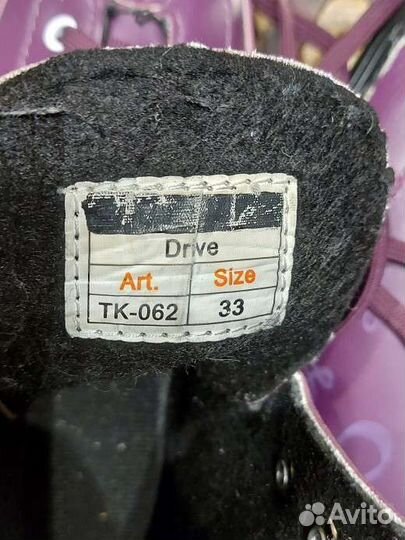 Drive
Art. Size
TK-062 33
Avito